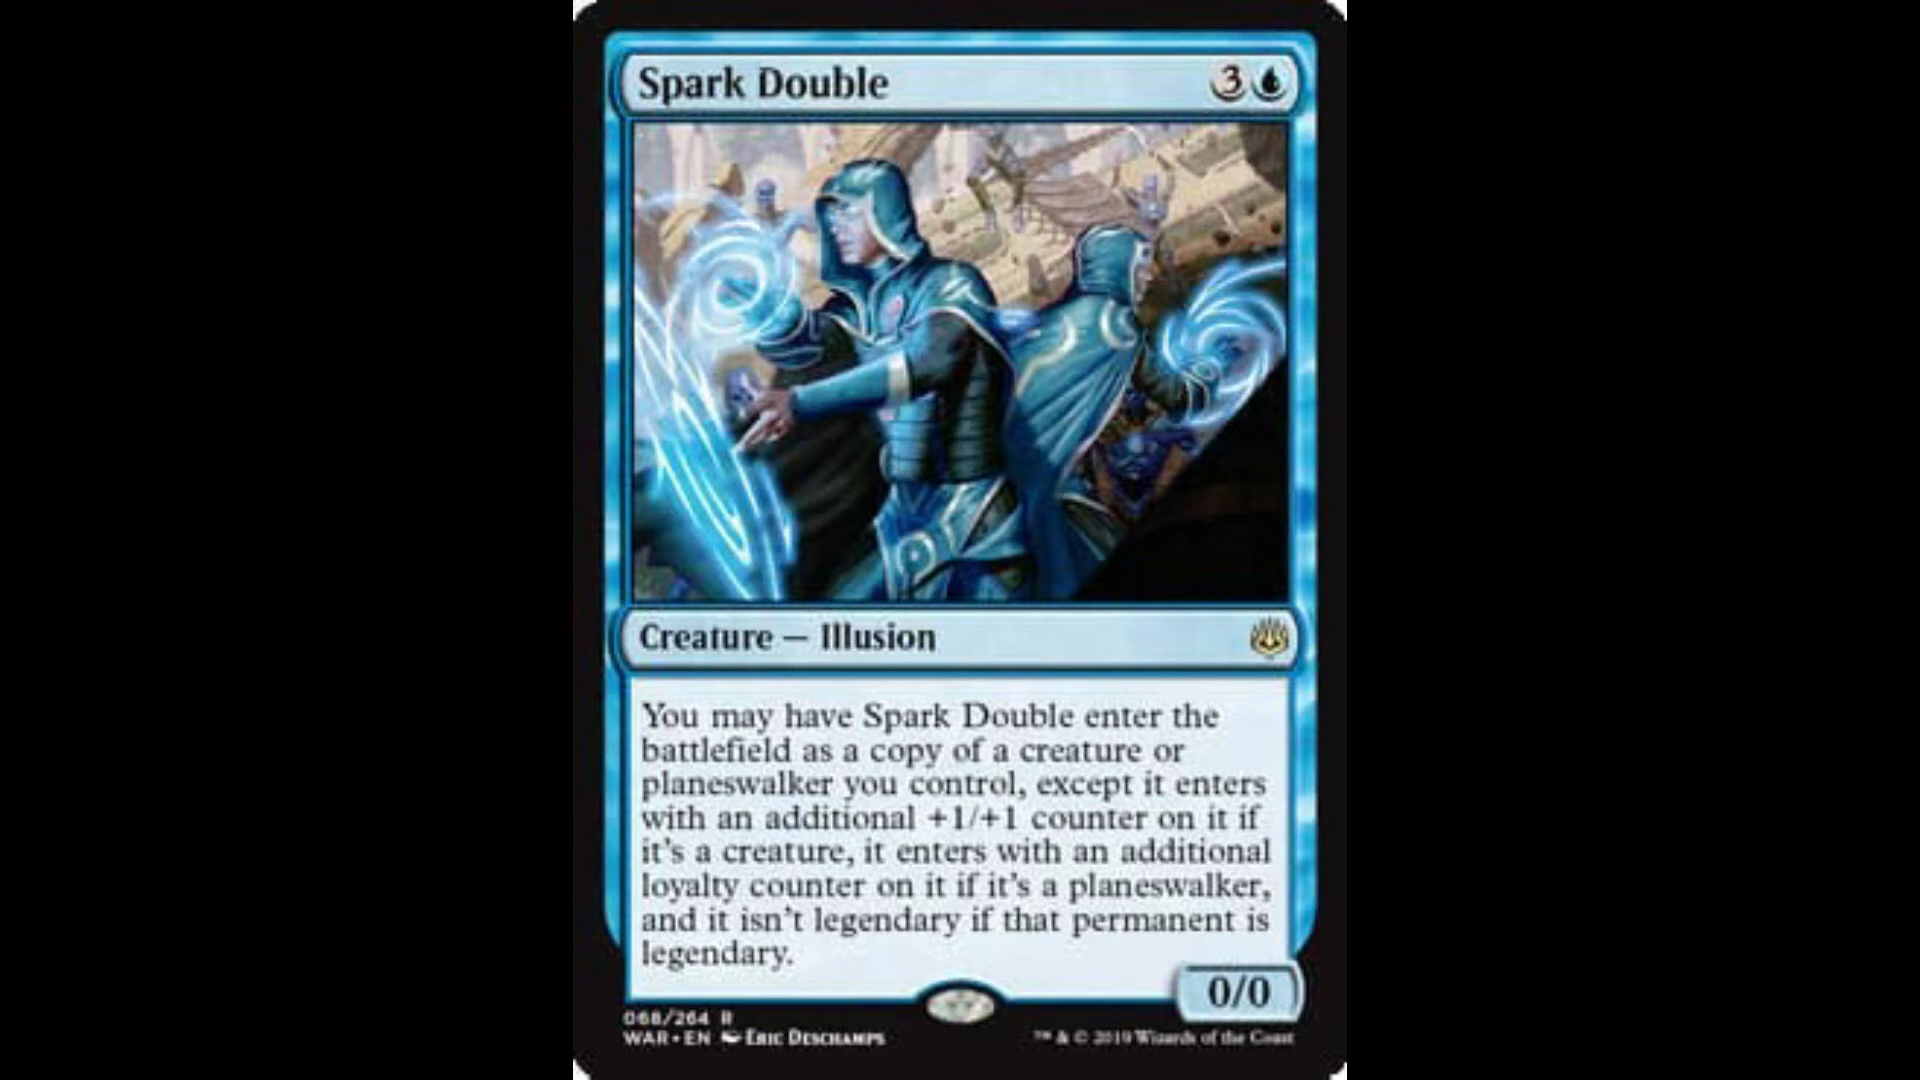 Spark Double 3
Creature — Illusion
You may have Spark Double enter the
battlefield as a copy of a creature or
planeswalker you control, except it enters
with an additional +1/+1 counter on it if
it's a creature, it enters with an additional
loyalty counter on it if it's a planeswalker,
and it isn't legendary if that permanent is
legendary.
0/0
068/264 R
WAR • EN Eric Deschamps
™ & © 2019 Wizards of the Coast